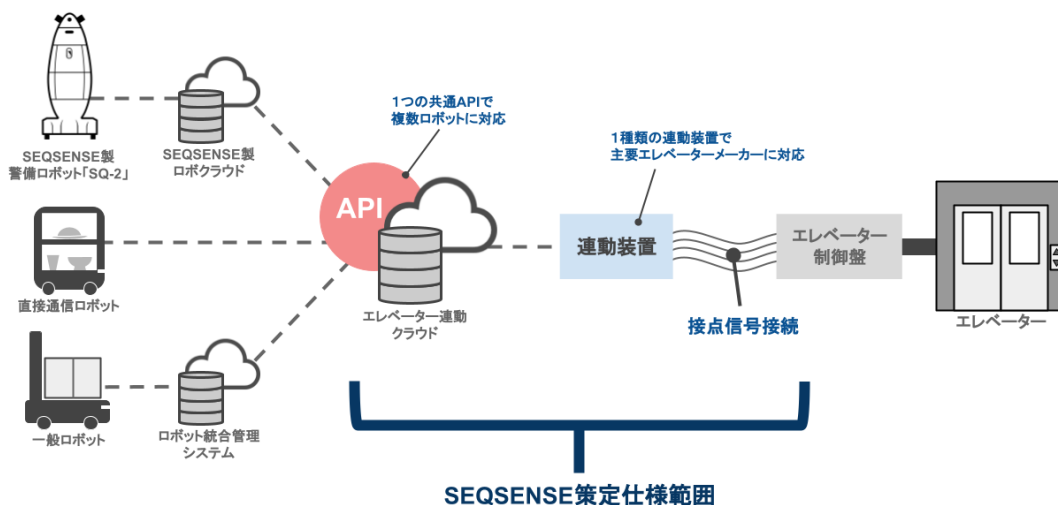 SEQSENSE製
警備ロボット「SQ-2」
SEQSENSE製
ロボクラウド
直接通信ロボット
一般ロボット
ロボット統合管理
システム
1つの共通APIで
複数ロボットに対応
API
エレベーター連動
クラウド
1種類の連動装置で
主要エレベーターメーカーに対応
連動装置
接点信号接続
エレベーター
制御盤
エレベーター
SEQSENSE策定仕様範囲